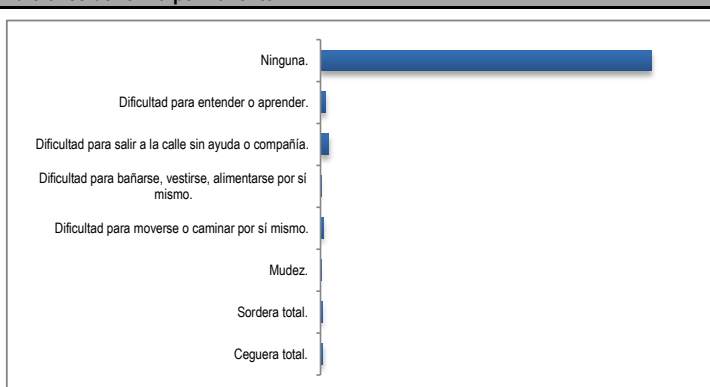 Ninguna.
Dificultad para entender o aprender.
Dificultad para salir a la calle sin ayuda o compañía.
Dificultad para bañarse, vestirse, alimentarse por sí
mismo.
Dificultad para moverse o caminar por sí mismo.
Mudez.
Sordera total.
Ceguera total.